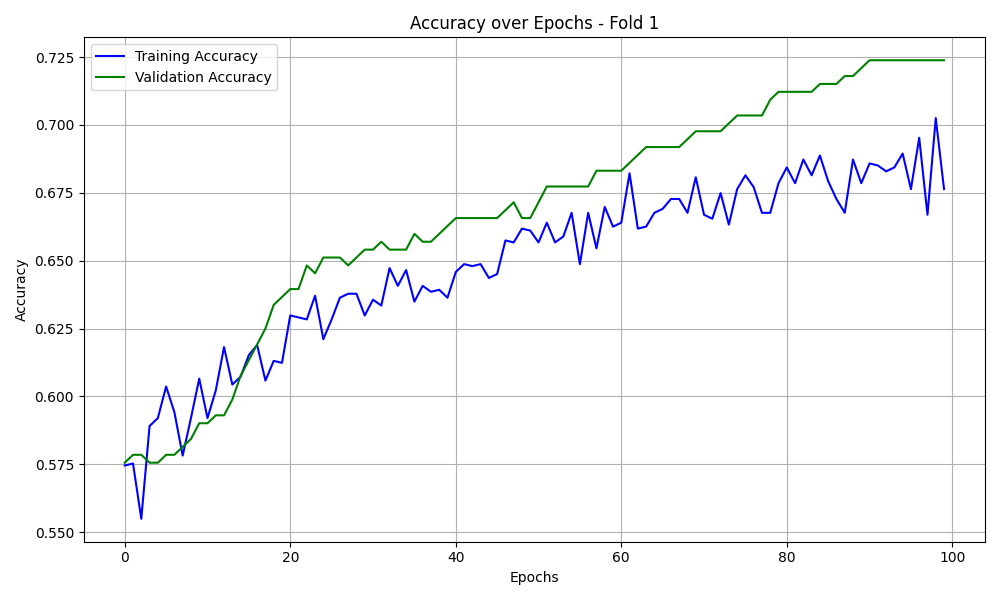 Accuracy over Epochs - Fold 1
Training Accuracy
Validation Accuracy
Accuracy
0.725
0.700
0.675
0.650
0.625
0.600
0.575
0.550
0 20 40 60 80 100
Epochs